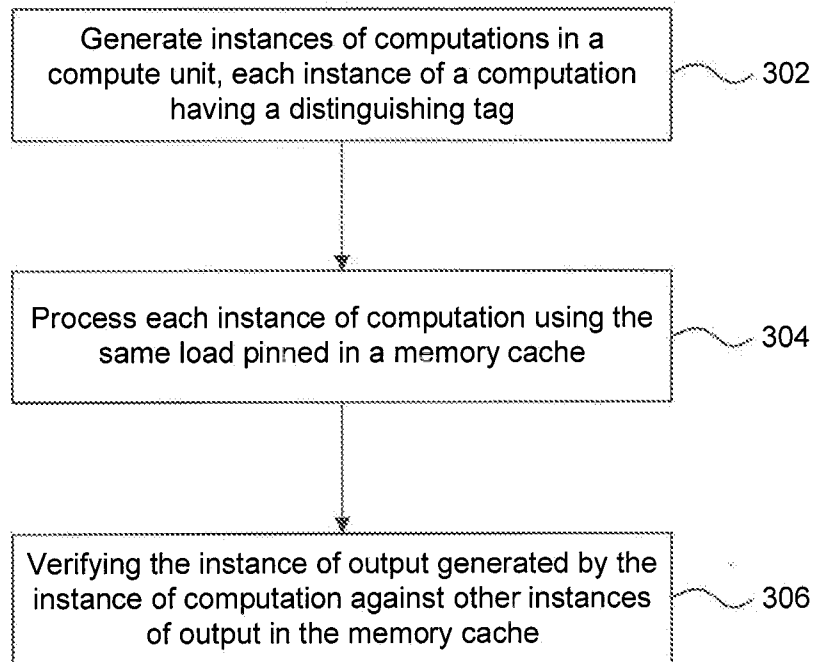 Generate instances of computations in a
compute unit, each instance of a computation
having a distinguishing tag
302
Process each instance of computation using the
same load pinned in a memory cache
304
Verifying the instance of output generated by the
instance of computation against other instances
of output in the memory cache
306